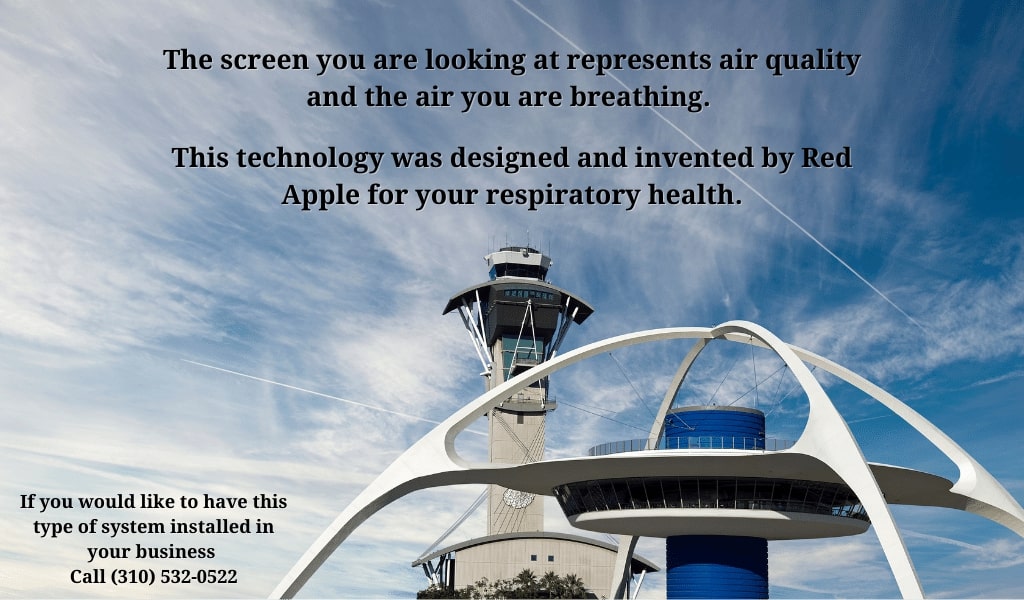 The screen you are looking at represents air quality
and the air you are breathing.
This technology was designed and invented by Red
Apple for your respiratory health.
If you would like to have this
type of system installed in
your business
Call (310) 532-0522